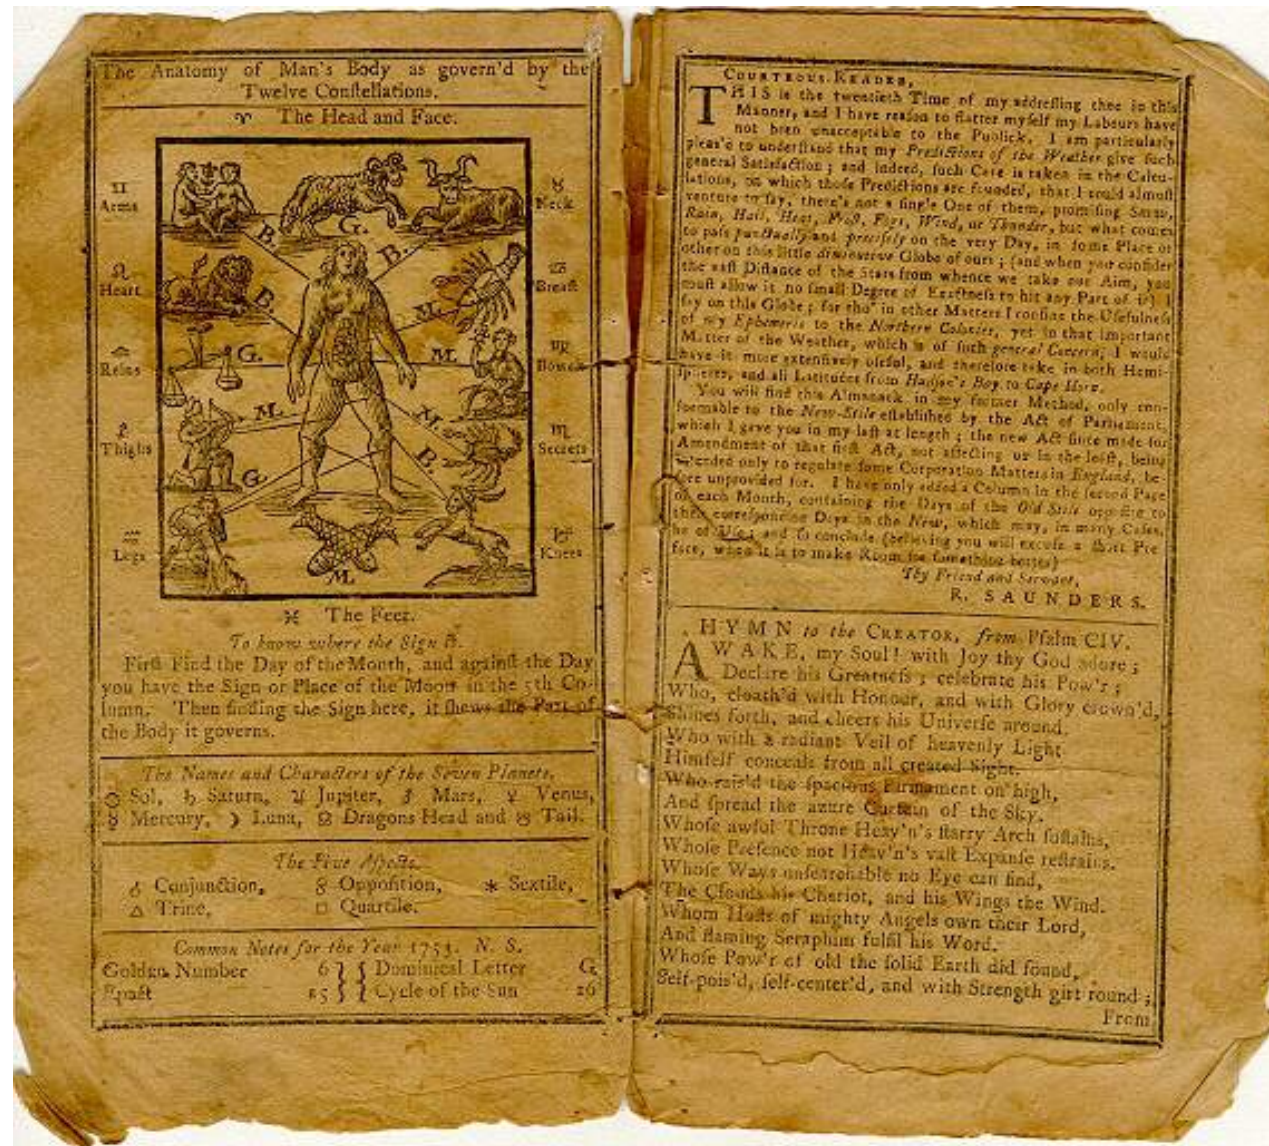 The Anatomy of Man's Body as govern'd by the
Twelve Conſtellations.
♈ The Head and Face.
♊
Arms
♉
Neck
B.
G.
B.
♌
Heart
♋
Breaſt
B.
M.
♎
Reins
♍
Bowels
G.
M.
♐
Thighs
♏
Secrets
M.
M.
G.
B.
♒
Legs
♑
Knees
M.
♓ The Feet.
To know where the Sign is.
Firſt Find the Day of the Month, and againſt the Day
you have the Sign or Place of the Moon in the 5th Co-
lumn. Then finding the Sign here, it ſhews the Part of
the Body it governs.
The Names and Characters of the Seven Planets.
☉ Sol, ♄ Saturn, ♃ Jupiter, ♂ Mars, ♀ Venus,
☿ Mercury, ☽ Luna, ☊ Dragons Head and ☋ Tail.
The Five Aſpects.
☌ Conjunction, ☍ Oppoſition, ⚹ Sextile,
△ Trine, □ Quartile.
Common Notes for the Year 1753. N. S.
Golden Number 6 } { Dominical Letter G
Epact 25 } { Cycle of the Sun 26
COURTEOUS READER,
THIS is the twentieth Time of my addreſſing thee in this
Manner, and I have reaſon to flatter myſelf my Labours have
not been unacceptable to the Publick. I am particularly
pleas'd to underſtand that my Predictions of the Weather give ſuch
general Satisfaction; and indeed, ſuch Care is taken in the Calcu-
lations, on which thoſe Predictions are founded, that I could almoſt
venture to ſay, there's not a ſingle One of them, promiſing Snow,
Rain, Hail, Heat, Froſt, Fogs, Wind, or Thunder, but what comes
to paſs punctually and preciſely on the very Day, in ſome Place or
other on this little diminutive Globe of ours; (and when you conſider
the vaſt Diſtance of the Stars from whence we take our Aim, you
muſt allow it no ſmall Degree of Exactneſs to hit any Part of it) I
ſay on this Globe; for tho' in other Matters I confine the Uſefulneſs
of my Ephemeris to the Northern Colonies, yet in that important
Matter of the Weather, which is of ſuch general Concern, I would
have it more extenſively uſeful, and therefore take in both Hemi-
ſpheres, and all Latitudes from Hudſon's Bay to Cape Horn.
You will find this Almanack in my former Method, only con-
formable to the New-Stile eſtabliſhed by the Act of Parliament,
which I gave you in my laſt at length; the new Act ſince made for
Amendment of that firſt Act, not affecting us in the leaſt, being
intended only to regulate ſome Corporation Matters in England, be-
fore unprovided for. I have only added a Column in the ſecond Page
of each Month, containing the Days of the Old Stile oppoſite to
their correſponding Days in the New, which may, in many Caſes,
be of Uſe; and ſo conclude (believing you will excuſe a ſhort Pre-
face, when it is to make Room for ſomething better)
Thy Friend and Servant,
R. SAUNDERS.
HYMN to the CREATOR, from Pſalm CIV.
AWAKE, my Soul! with Joy thy God adore;
Declare his Greatneſs; celebrate his Pow'r;
Who, cloath'd with Honour, and with Glory crown'd,
Shines forth, and cheers his Univerſe around.
Who with a radiant Veil of heavenly Light
Himſelf conceals from all created Sight.
Who rais'd the ſpacious Firmament on high,
And ſpread the azure Curtain of the Sky.
Whoſe awful Throne Heav'n's ſtarry Arch ſuſtains,
Whoſe Preſence not Heav'n's vaſt Expanſe reſtrains.
Whoſe Ways unſearchable no Eye can find,
The Clouds his Chariot, and his Wings the Wind.
Whom Hoſts of mighty Angels own their Lord,
And flaming Seraphim fulfil his Word.
Whoſe Pow'r of old the ſolid Earth did found,
Self-pois'd, ſelf-center'd, and with Strength girt round;
From